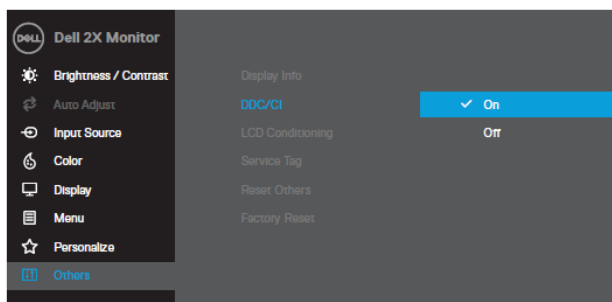 DELL Dell 2X Monitor
Brightness / Contrast
Auto Adjust
Input Source
Color
Display
Menu
Personalize
Others
Display Info
DDC/CI
LCD Conditioning
Service Tag
Reset Others
Factory Reset
On
Off